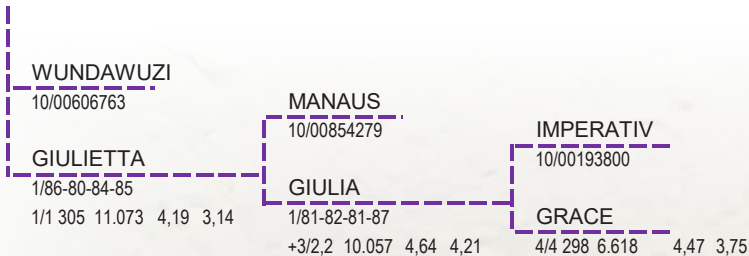 WUNDAWUZI
10/00606763
GIULIETTA
1/86-80-84-85
1/1 305 11.073 4,19 3,14
MANAUS
10/00854279
GIULIA
1/81-82-81-87
+3/2,2 10.057 4,64 4,21
IMPERATIV
10/00193800
GRACE
4/4 298 6.618 4,47 3,75